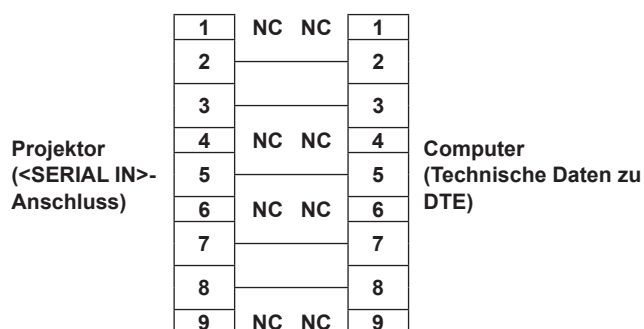 1 NC NC 1
2 2
3 3
Projektor
(<SERIAL IN>-
Anschluss)
4 NC NC 4
5 5
6 NC NC 6
7 7
8 8
9 NC NC 9
Computer
(Technische Daten zu
DTE)